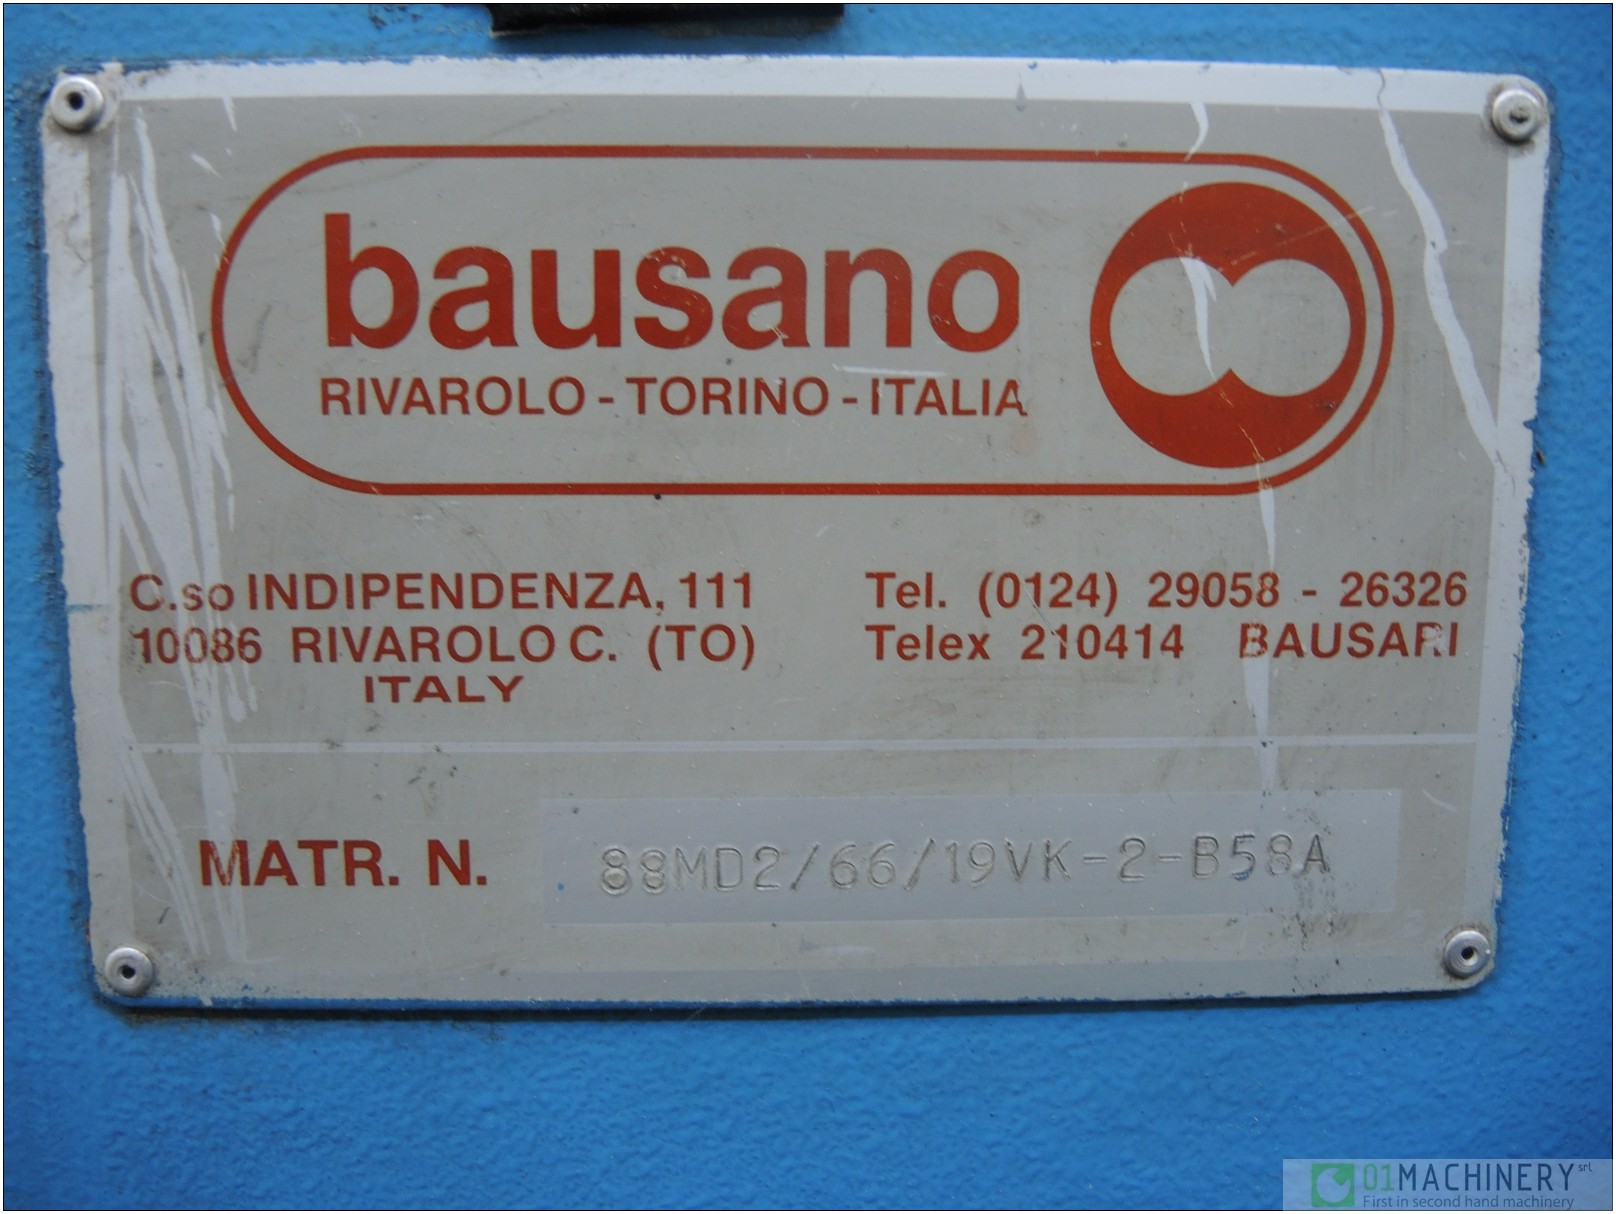 bausano
RIVAROLO - TORINO - ITALIA
C.so INDIPENDENZA, 111
10086 RIVAROLO C. (TO)
ITALY
Tel. (0124) 29058 - 26326
Telex 210414 BAUSARI
MATR. N. 88MD2/66/19VK-2-B58A
01MACHINERY srl
First in second hand machinery